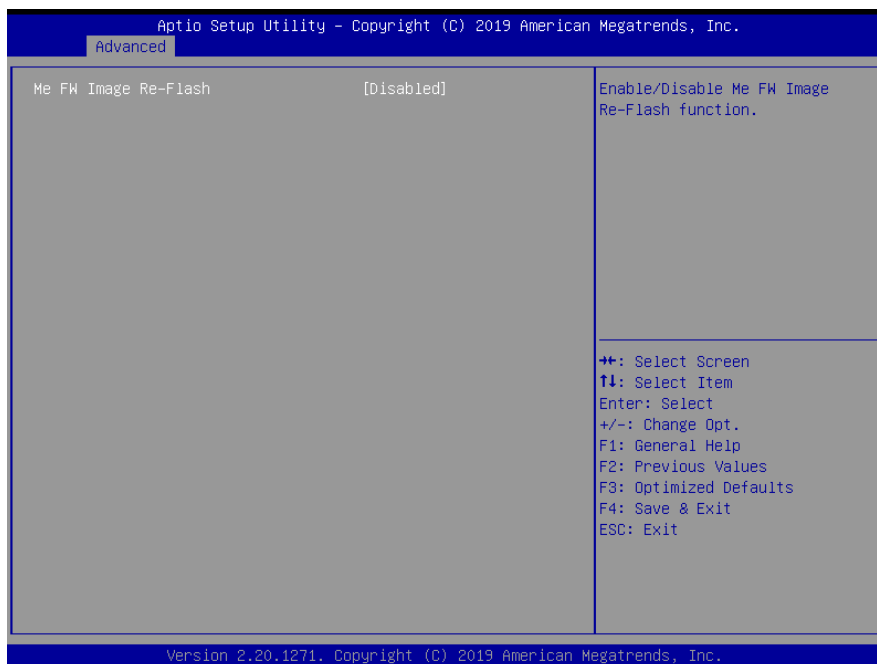 Aptio Setup Utility – Copyright (C) 2019 American Megatrends, Inc.
Advanced
Me FW Image Re-Flash [Disabled]
Enable/Disable Me FW Image
Re-Flash function.
→←: Select Screen
↑↓: Select Item
Enter: Select
+/-: Change Opt.
F1: General Help
F2: Previous Values
F3: Optimized Defaults
F4: Save & Exit
ESC: Exit
Version 2.20.1271. Copyright (C) 2019 American Megatrends, Inc.